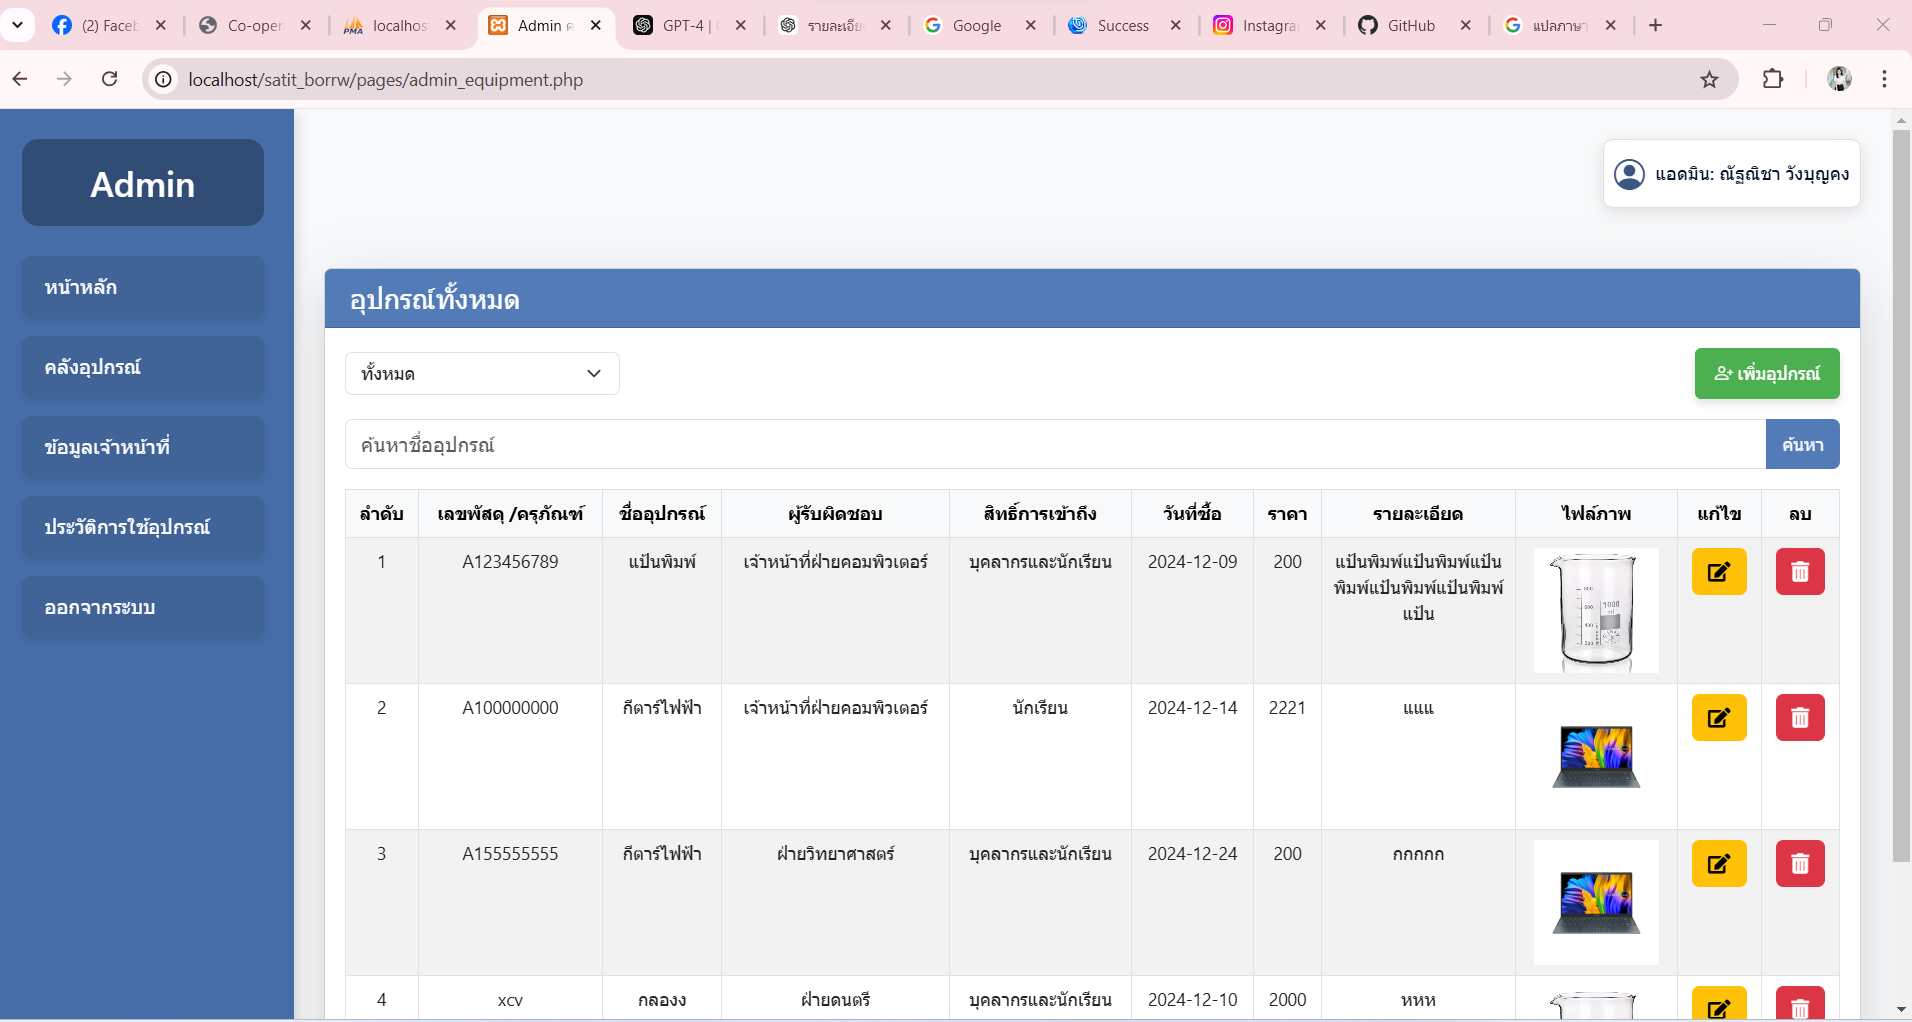 (2) Faceb
Co-oper
localhost
Admin ค
GPT-4 | (
รายละเอีย
Google
Success
Instagra
GitHub
แปลภาษา
localhost/satit_borrw/pages/admin_equipment.php
Admin
หน้าหลัก
คลังอุปกรณ์
ข้อมูลเจ้าหน้าที่
ประวัติการใช้อุปกรณ์
ออกจากระบบ
แอดมิน: ณัฐณิชา วังบุญคง
อุปกรณ์ทั้งหมด
ทั้งหมด
เพิ่มอุปกรณ์
ค้นหาชื่ออุปกรณ์
ค้นหา
ลำดับ เลขพัสดุ /ครุภัณฑ์ ชื่ออุปกรณ์ ผู้รับผิดชอบ สิทธิ์การเข้าถึง วันที่ซื้อ ราคา รายละเอียด ไฟล์ภาพ แก้ไข ลบ
1 A123456789 แป้นพิมพ์ เจ้าหน้าที่ฝ่ายคอมพิวเตอร์ บุคลากรและนักเรียน 2024-12-09 200 แป้นพิมพ์แป้นพิมพ์แป้น
พิมพ์แป้นพิมพ์แป้นพิมพ์
แป้น
2 A100000000 กีตาร์ไฟฟ้า เจ้าหน้าที่ฝ่ายคอมพิวเตอร์ นักเรียน 2024-12-14 2221 แแแ
3 A155555555 กีตาร์ไฟฟ้า ฝ่ายวิทยาศาสตร์ บุคลากรและนักเรียน 2024-12-24 200 กกกกก
4 xcv กลองง ฝ่ายดนตรี บุคลากรและนักเรียน 2024-12-10 2000 หหห